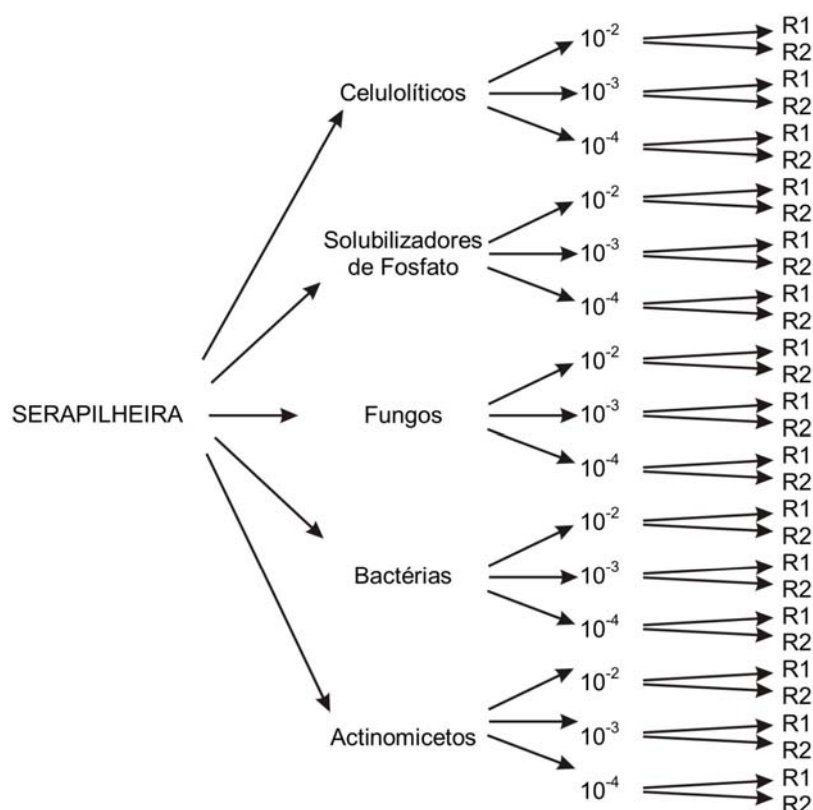 SERAPILHEIRA
Celulolíticos
10⁻²
R1
R2
10⁻³
R1
R2
10⁻⁴
R1
R2
Solubilizadores
de Fosfato
10⁻²
R1
R2
10⁻³
R1
R2
10⁻⁴
R1
R2
Fungos
10⁻²
R1
R2
10⁻³
R1
R2
10⁻⁴
R1
R2
Bactérias
10⁻²
R1
R2
10⁻³
R1
R2
10⁻⁴
R1
R2
Actinomicetos
10⁻²
R1
R2
10⁻³
R1
R2
10⁻⁴
R1
R2